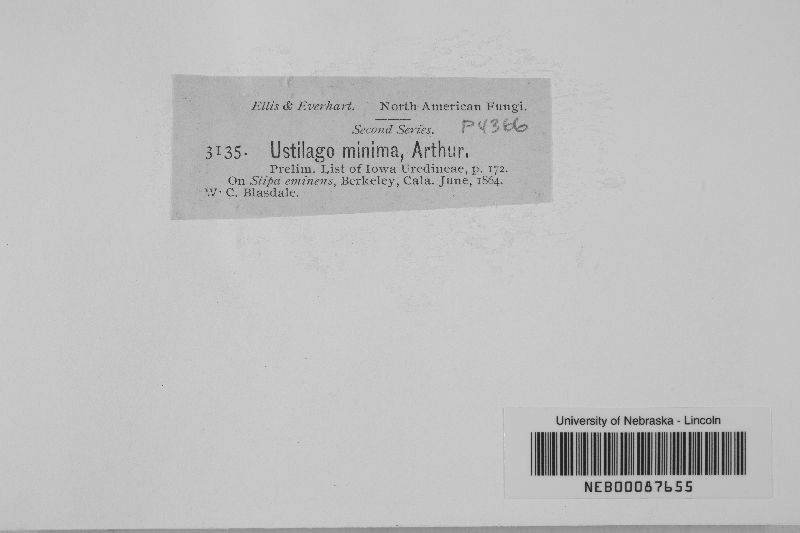 Ellis & Everhart. North American Fungi.
Second Series. P4366
3135. Ustilago minima, Arthur.
Prelim. List of Iowa Uredineae, p. 172.
On Stipa eminens, Berkeley, Cala. June, 1864.
W. C. Blasdale.
University of Nebraska - Lincoln
NEB00087655